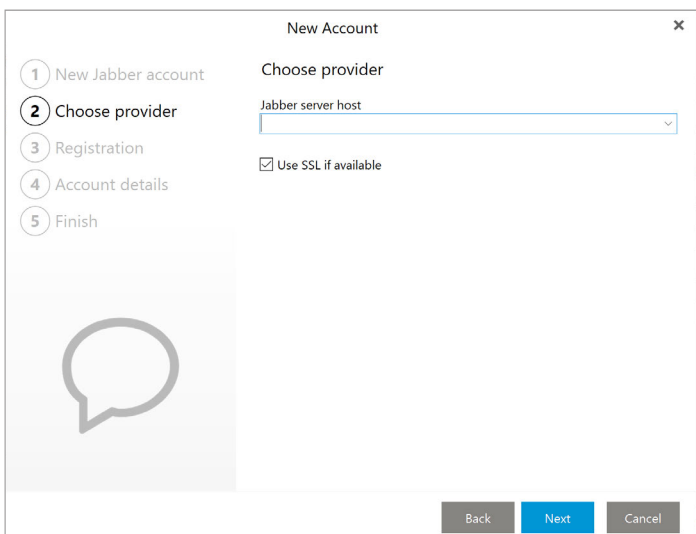 New Account
1 New Jabber account
2 Choose provider
3 Registration
4 Account details
5 Finish
Choose provider
Jabber server host
Use SSL if available
Back
Next
Cancel